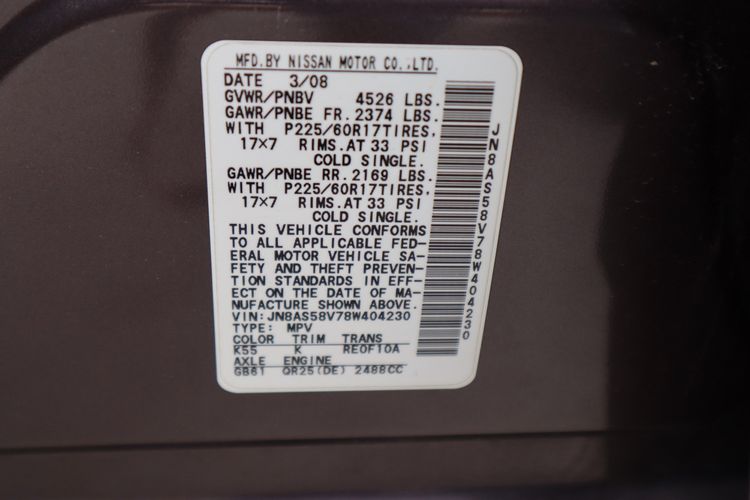 MFD.BY NISSAN MOTOR CO.,LTD.
DATE 3/08
GVWR/PNBV 4526 LBS.
GAWR/PNBE FR.2374 LBS.
WITH P225/60R17TIRES,
17×7 RIMS.AT 33 PSI
COLD SINGLE.
GAWR/PNBE RR.2169 LBS.
WITH P225/60R17TIRES,
17×7 RIMS.AT 33 PSI
COLD SINGLE.
THIS VEHICLE CONFORMS
TO ALL APPLICABLE FED-
ERAL MOTOR VEHICLE SA-
FETY AND THEFT PREVEN-
TION STANDARDS IN EFF-
ECT ON THE DATE OF MA-
NUFACTURE SHOWN ABOVE.
VIN:JN8AS58V78W404230
TYPE: MPV
COLOR TRIM TRANS
K55 K RE0F10A
AXLE ENGINE
GB61 QR25(DE) 2488CC
JN8AS58V78W404230